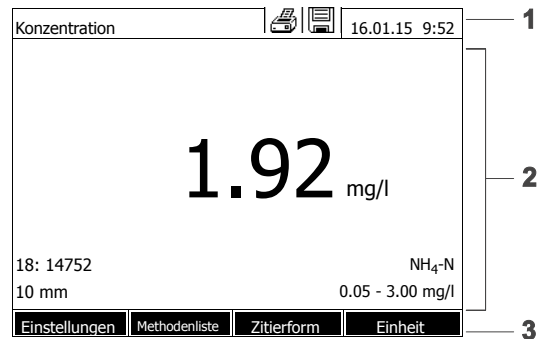 Konzentration 16.01.15 9:52 1
1.92 mg/l 2
18: 14752 NH₄-N
10 mm 0.05 - 3.00 mg/l
Einstellungen Methodenliste Zitierform Einheit 3